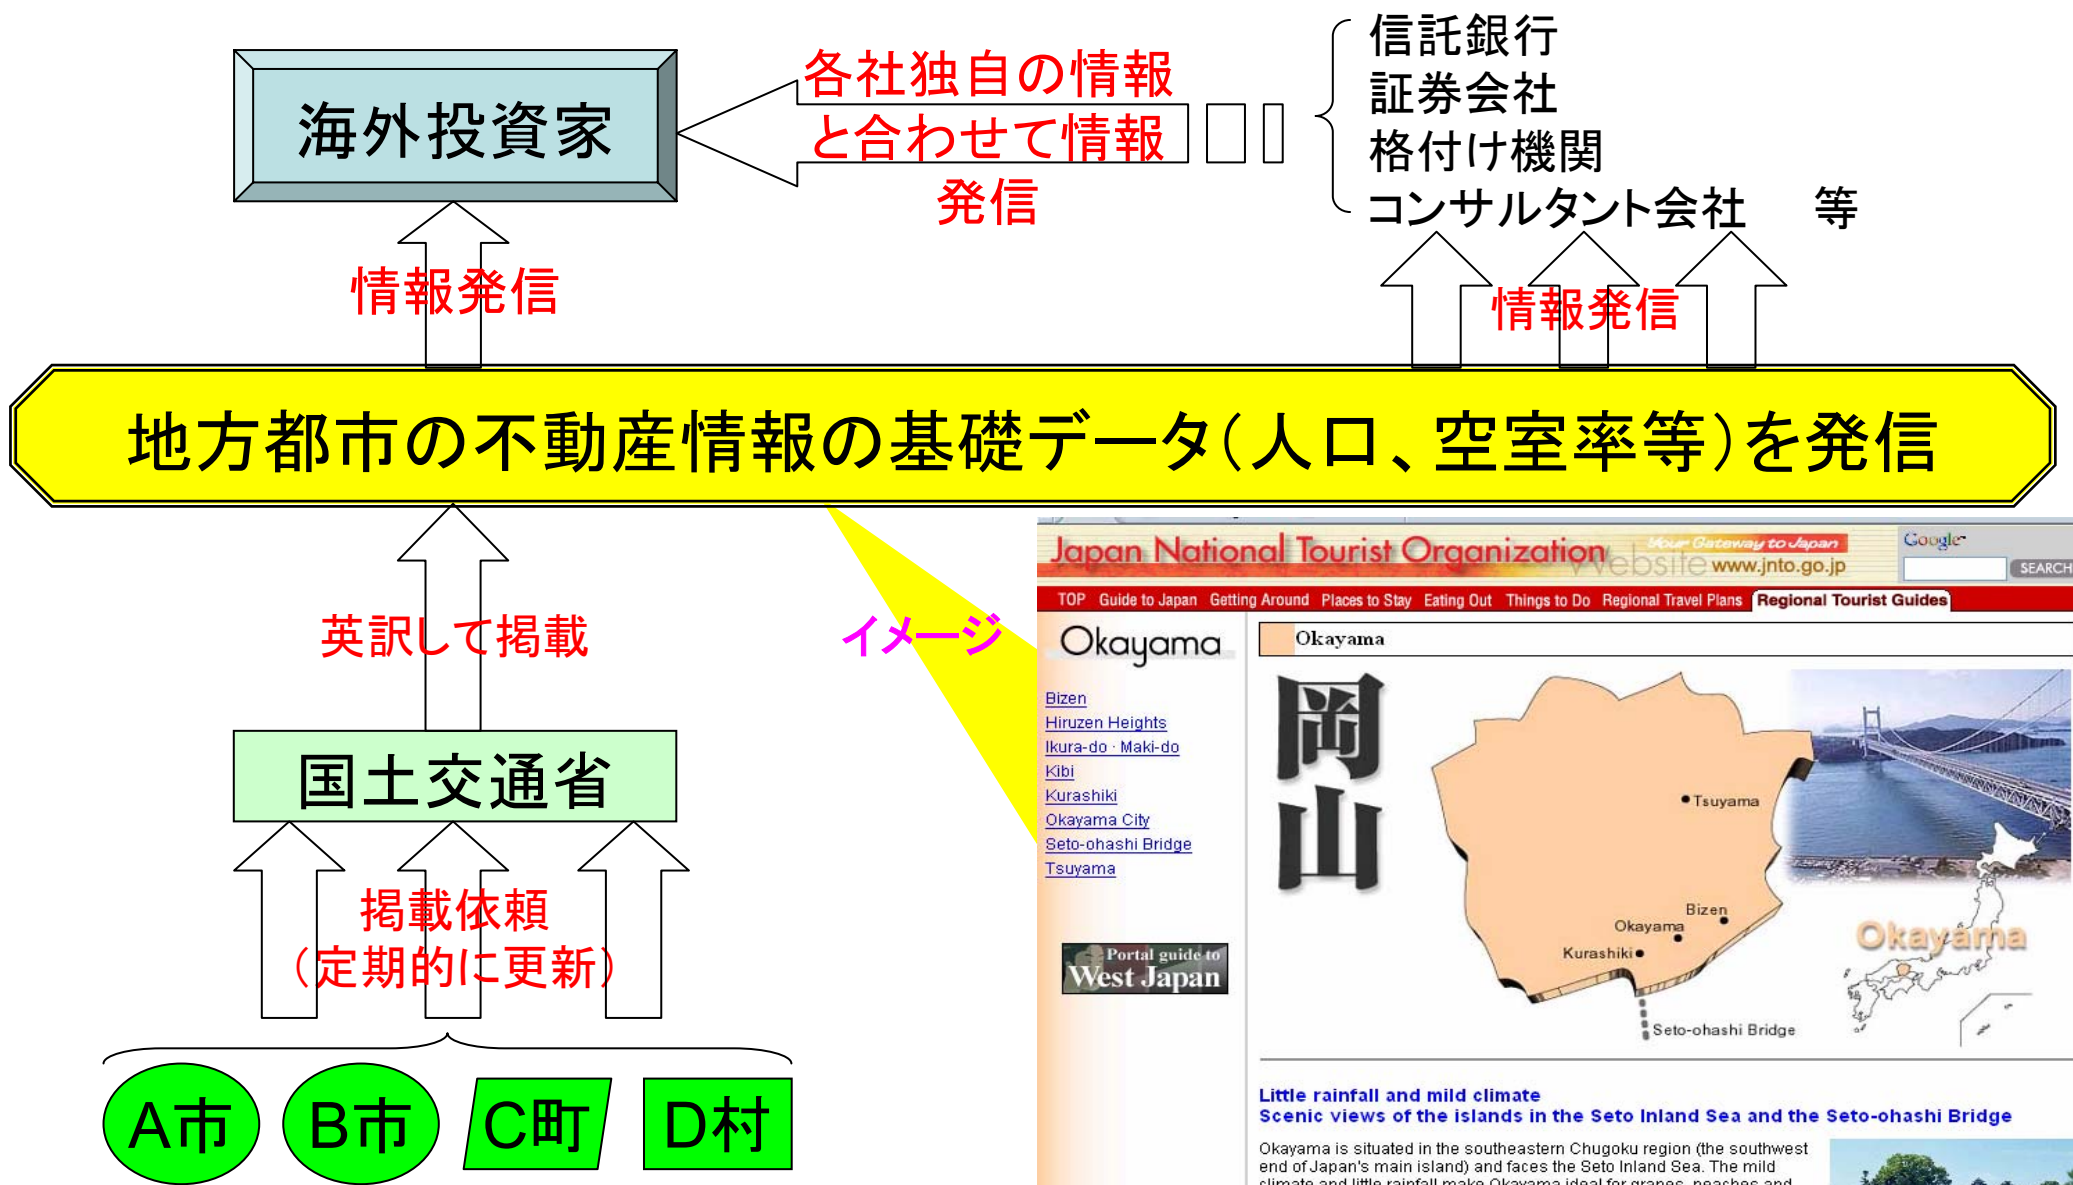 海外投資家
各社独自の情報
と合わせて情報
発信
信託銀行
証券会社
格付け機関
コンサルタント会社　等
情報発信
情報発信
地方都市の不動産情報の基礎データ（人口、空室率等）を発信
英訳して掲載
イメージ
国土交通省
掲載依頼
（定期的に更新）
A市
B市
C町
D村
Japan National Tourist Organization
Website
Your Gateway to Japan
www.jnto.go.jp
Google
SEARCH
TOP Guide to Japan Getting Around Places to Stay Eating Out Things to Do Regional Travel Plans Regional Tourist Guides
Okayama
Bizen
Hiruzen Heights
Ikura-do · Maki-do
Kibi
Kurashiki
Okayama City
Seto-ohashi Bridge
Tsuyama
Portal guide to
West Japan
Okayama
岡山
Tsuyama
Bizen
Okayama
Kurashiki
Seto-ohashi Bridge
Okayama
Little rainfall and mild climate
Scenic views of the islands in the Seto Inland Sea and the Seto-ohashi Bridge
Okayama is situated in the southeastern Chugoku region (the southwest
end of Japan's main island) and faces the Seto Inland Sea. The mild
climate and little rainfall make Okayama ideal for grapes, peaches and